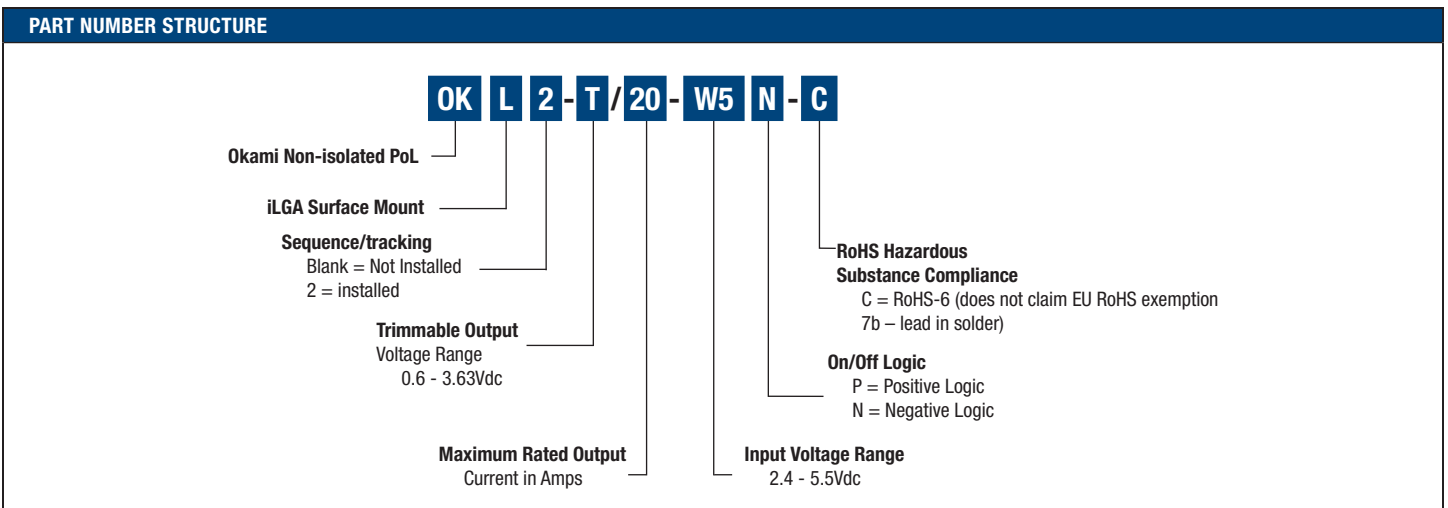 PART NUMBER STRUCTURE
OK L 2 - T / 20 - W5 N - C
Okami Non-isolated PoL
iLGA Surface Mount
Sequence/tracking
Blank = Not Installed
2 = installed
Trimmable Output
Voltage Range
0.6 - 3.63Vdc
Maximum Rated Output
Current in Amps
RoHS Hazardous
Substance Compliance
C = RoHS-6 (does not claim EU RoHS exemption
7b – lead in solder)
On/Off Logic
P = Positive Logic
N = Negative Logic
Input Voltage Range
2.4 - 5.5Vdc